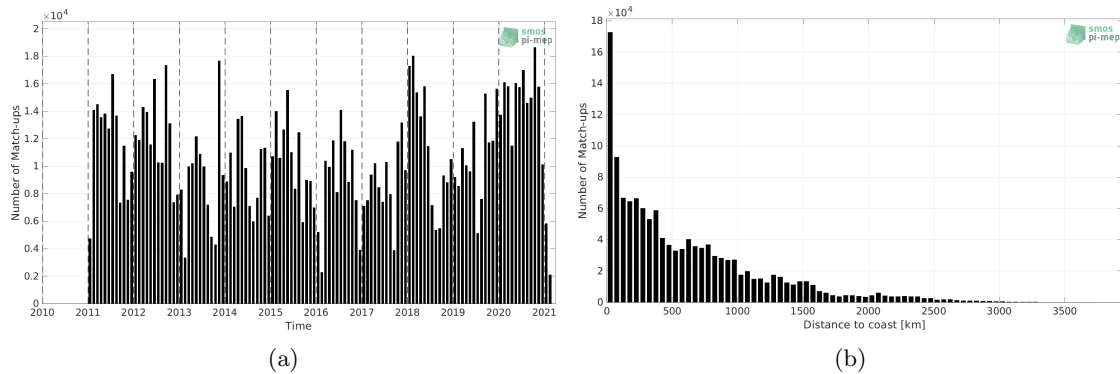 ×10⁴
2
1.8
1.6
1.4
1.2
1
0.8
0.6
0.4
0.2
0
Number of Match-ups
2010 2011 2012 2013 2014 2015 2016 2017 2018 2019 2020 2021
Time
smos
pi-mep
(a)
×10⁴
18
16
14
12
10
8
6
4
2
0
Number of Match-ups
0 500 1000 1500 2000 2500 3000 3500
Distance to coast [km]
smos
pi-mep
(b)